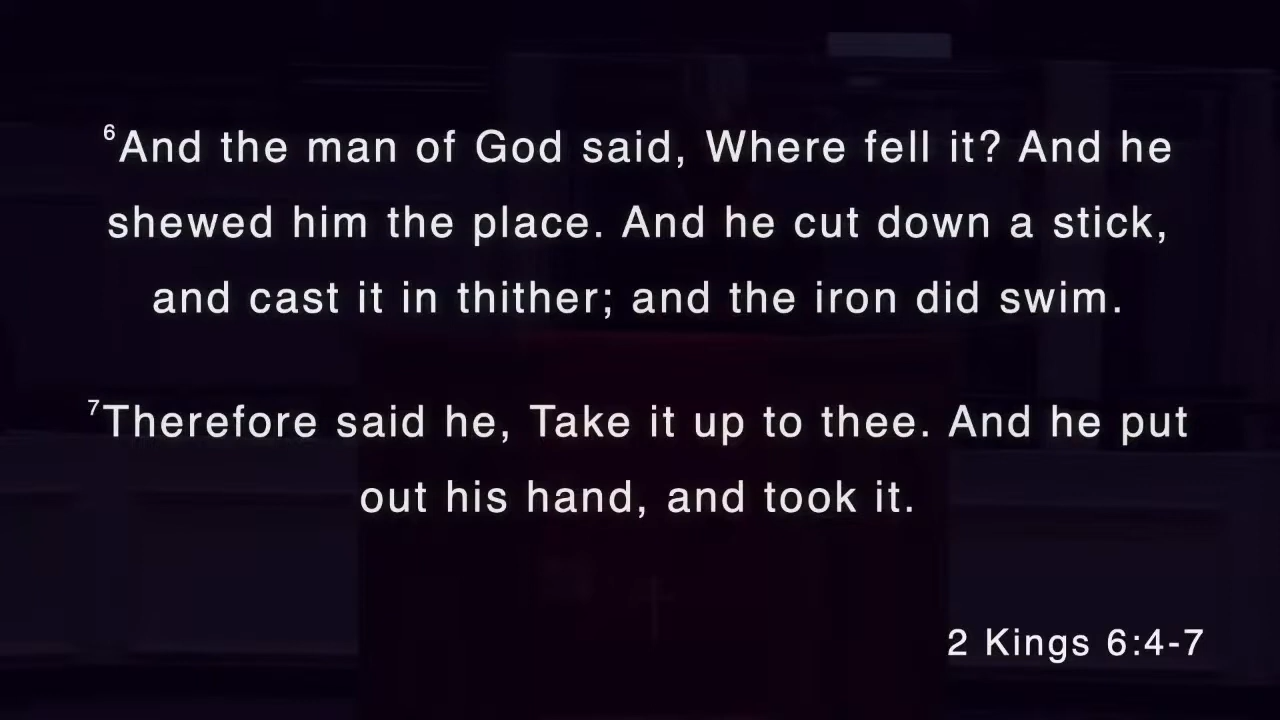 6And the man of God said, Where fell it? And he
shewed him the place. And he cut down a stick,
and cast it in thither; and the iron did swim.
7Therefore said he, Take it up to thee. And he put
out his hand, and took it.
2 Kings 6:4-7